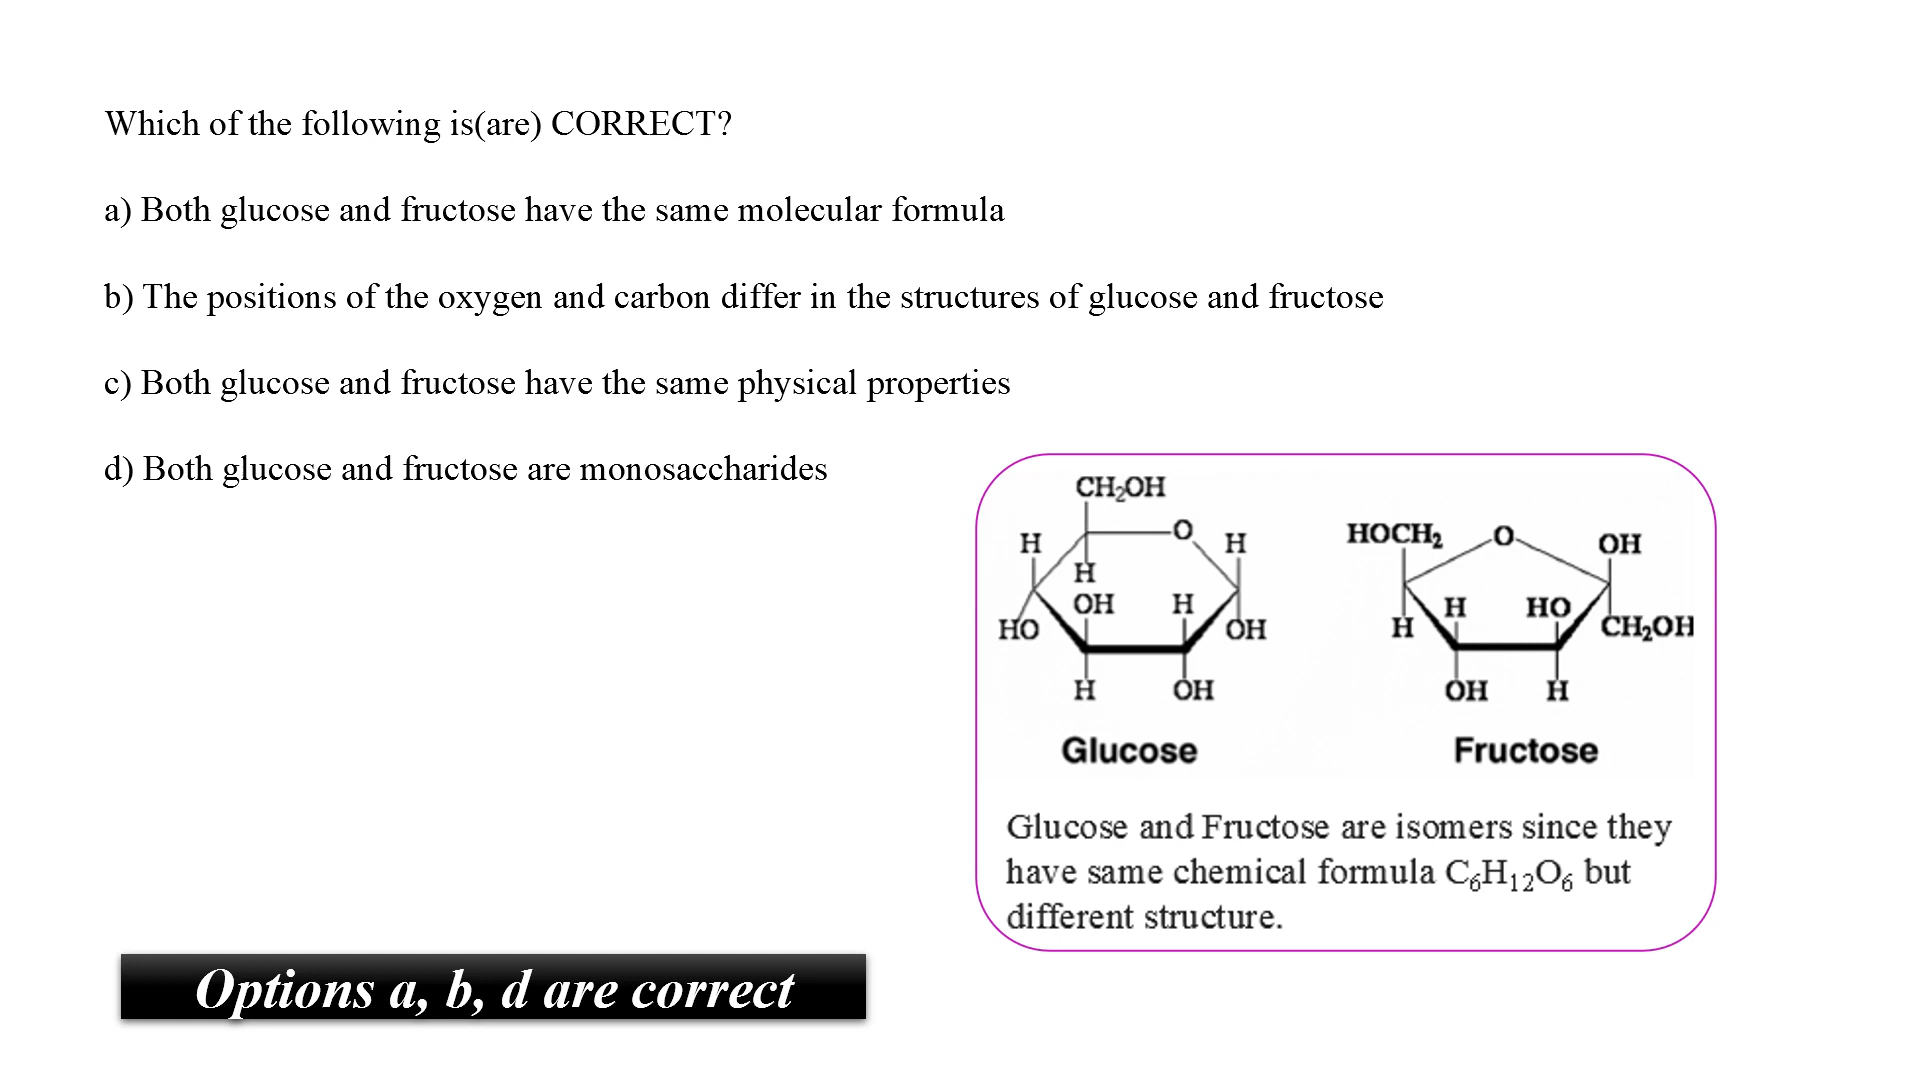 Which of the following is(are) CORRECT?
a) Both glucose and fructose have the same molecular formula
b) The positions of the oxygen and carbon differ in the structures of glucose and fructose
c) Both glucose and fructose have the same physical properties
d) Both glucose and fructose are monosaccharides
CH₂OH
O
H
H
H
OH
H
HO
OH
H
OH
Glucose
HOCH₂
O
OH
H
HO
H
CH₂OH
OH
H
Fructose
Glucose and Fructose are isomers since they
have same chemical formula C₆H₁₂O₆ but
different structure.
Options a, b, d are correct